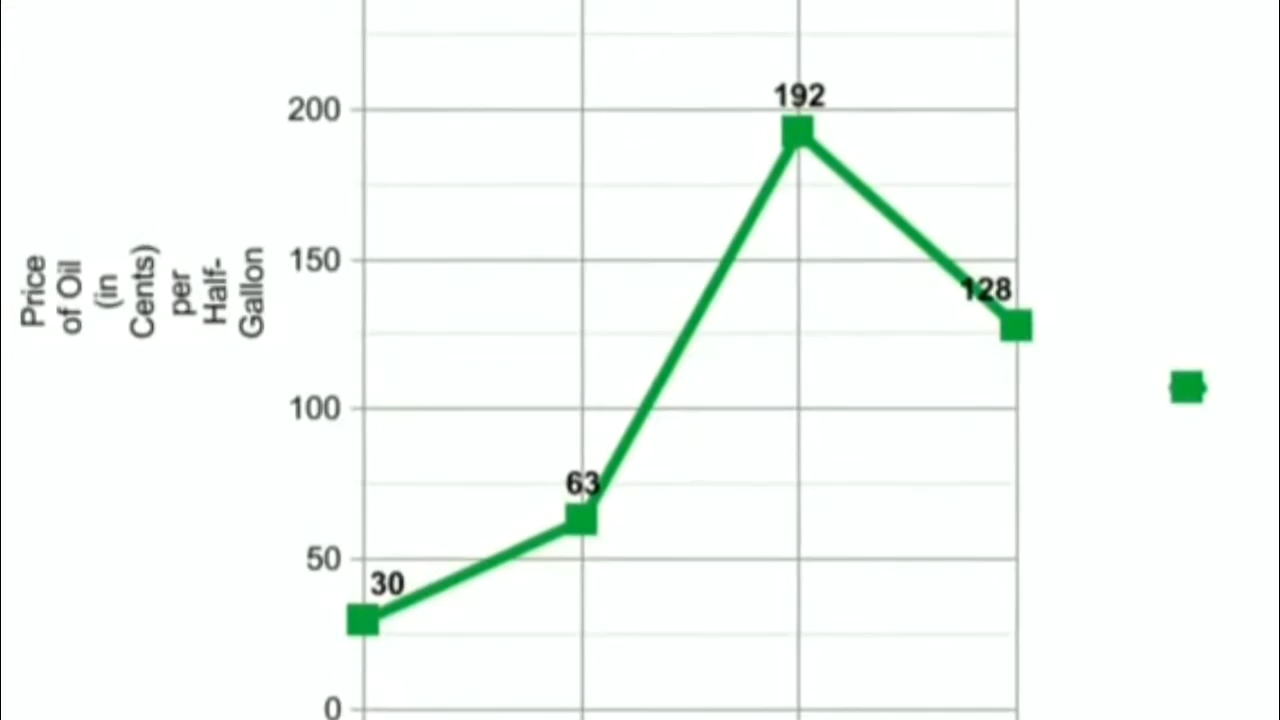 192
200
Price
of Oil
(in
Cents)
per
Half-
Gallon
150
128
100
63
50
30
0